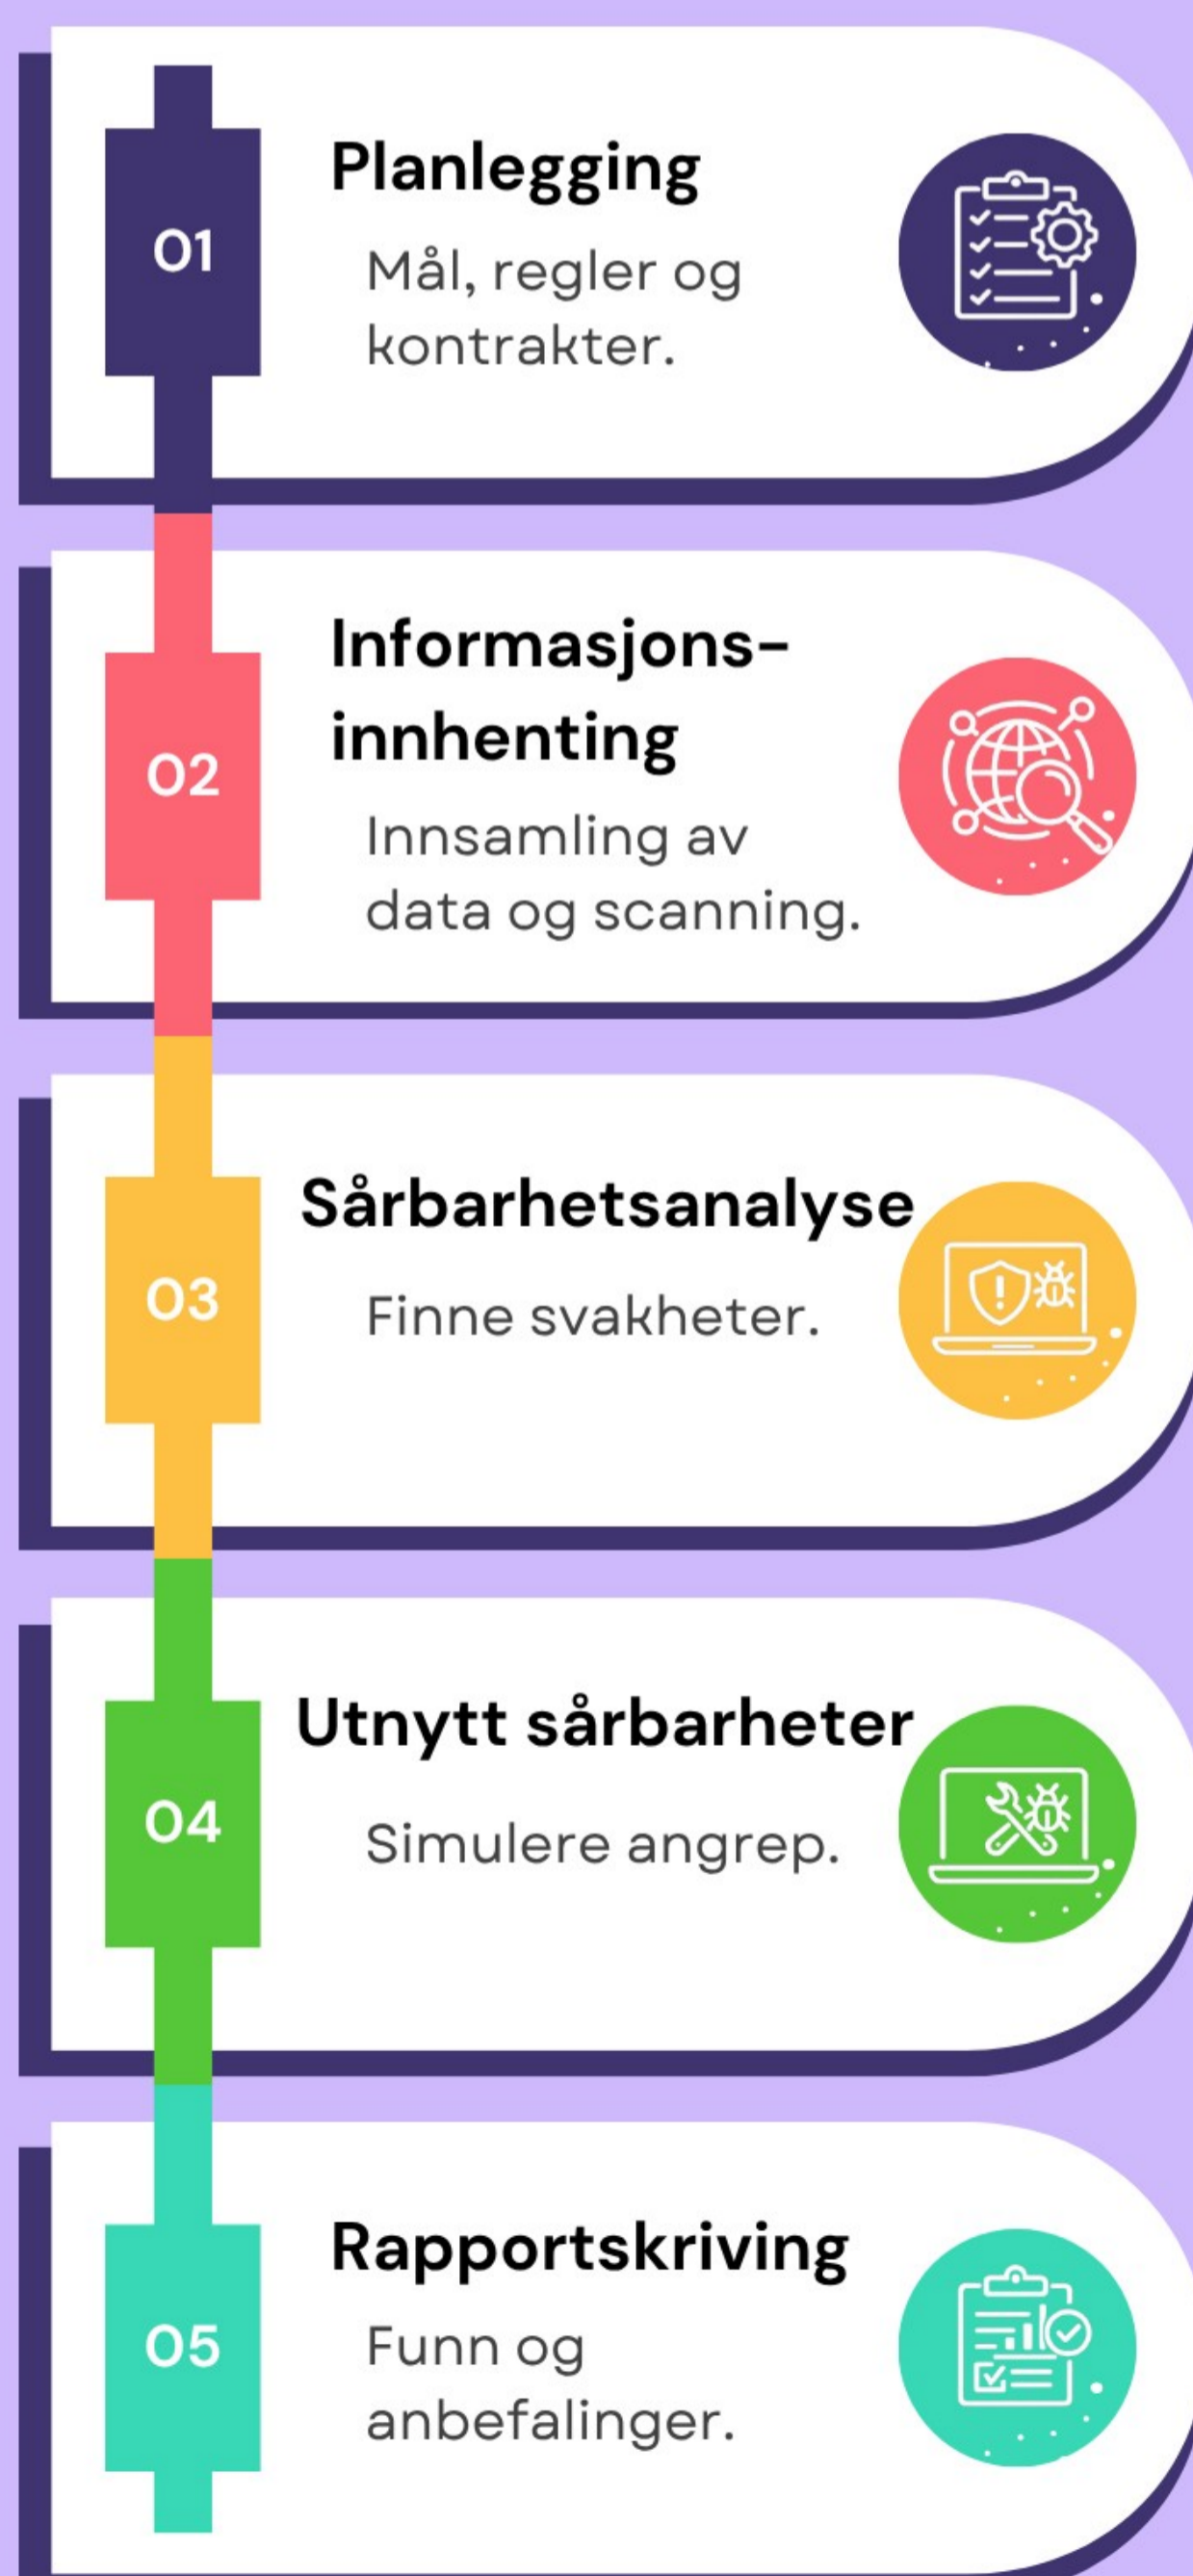 01
Planlegging
Mål, regler og
kontrakter.
02
Informasjons-
innhenting
Innsamling av
data og scanning.
03
Sårbarhetsanalyse
Finne svakheter.
04
Utnytt sårbarheter
Simulere angrep.
05
Rapportskriving
Funn og
anbefalinger.